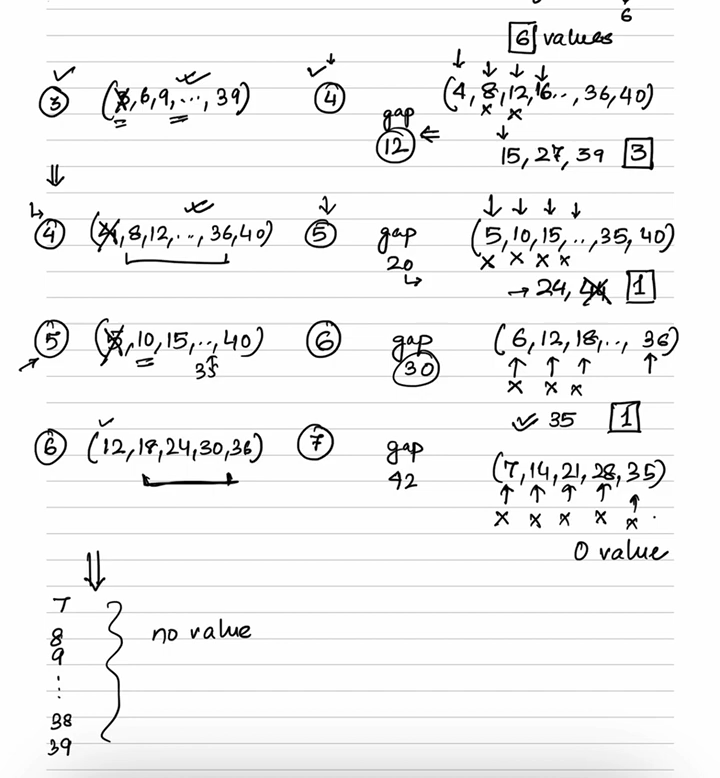 6
6 values
③ (3,6,9,...,39) ④ (4,8,12,16..,36,40)
gap
12 ⇐
15, 27, 39 3
⇓
④ (4,8,12,...,36,40) ⑤ gap (5,10,15,..,35,40)
x x x x
20
→ 24, 44 1
⑤ (5,10,15,..,40) ⑥ gap (6,12,18,.., 36)
35
30
x x x
✓ 35 1
⑥ (12,18,24,30,36) ⑦ gap (7,14,21,28,35)
42
x x x x x
0 value
⇓
7
8 no value
9
⋮
38
39